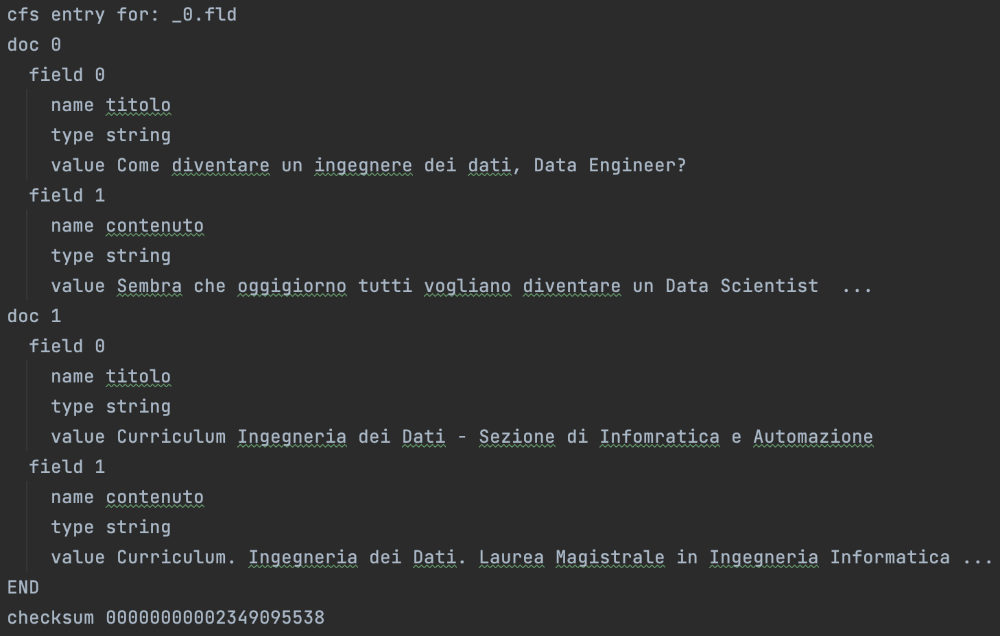 cfs entry for: _0.fld
doc 0
field 0
name titolo
type string
value Come diventare un ingegnere dei dati, Data Engineer?
field 1
name contenuto
type string
value Sembra che oggigiorno tutti vogliano diventare un Data Scientist  ...
doc 1
field 0
name titolo
type string
value Curriculum Ingegneria dei Dati - Sezione di Infomratica e Automazione
field 1
name contenuto
type string
value Curriculum. Ingegneria dei Dati. Laurea Magistrale in Ingegneria Informatica ...
END
checksum 00000000002349095538